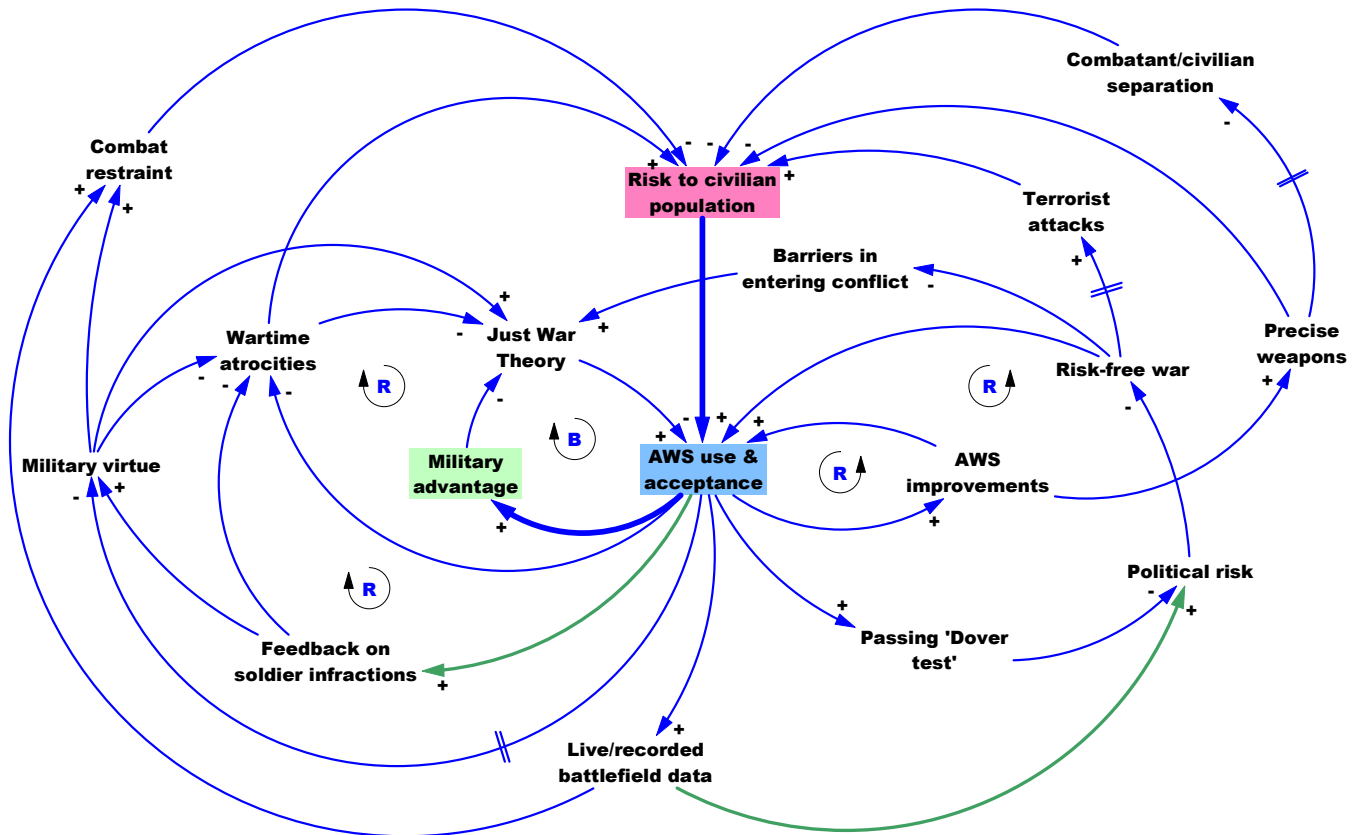 Combatant/civilian
separation
-
Combat
restraint
+
+
-
-
-
+
+
Risk to civilian
population
Terrorist
attacks
+
Barriers in
entering conflict
-
+
+
Wartime
atrocities
-
-
-
-
Just War
Theory
-
Precise
weapons
+
Risk-free war
-
R
R
B
R
R
+
-
+
+
Military virtue
-
+
Military
advantage
+
AWS use &
acceptance
AWS
improvements
+
Political risk
-
+
+
Passing 'Dover
test'
Feedback on
soldier infractions
+
+
Live/recorded
battlefield data